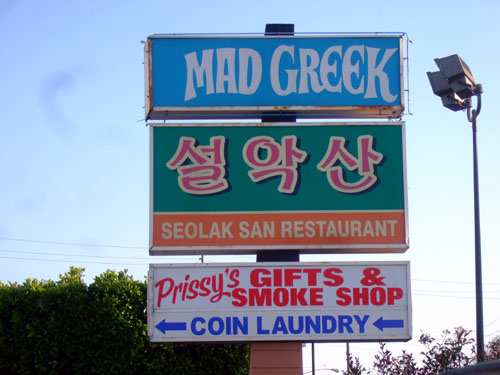 MAD GREEK
설악산
SEOLAK SAN RESTAURANT
Prissy's GIFTS &
SMOKE SHOP
COIN LAUNDRY